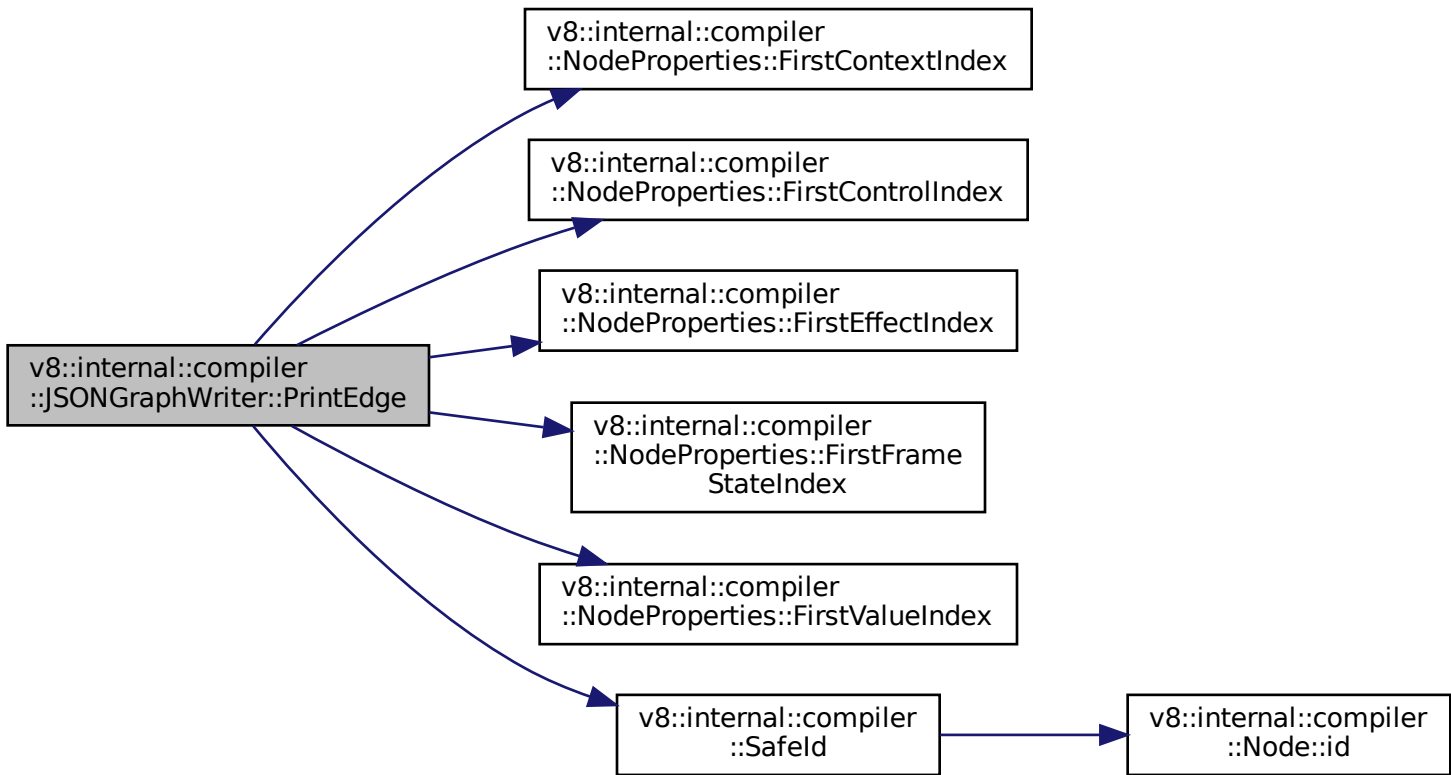 v8::internal::compiler
::NodeProperties::FirstContextIndex
v8::internal::compiler
::NodeProperties::FirstControlIndex
v8::internal::compiler
::NodeProperties::FirstEffectIndex
v8::internal::compiler
::JSONGraphWriter::PrintEdge
v8::internal::compiler
::NodeProperties::FirstFrame
StateIndex
v8::internal::compiler
::NodeProperties::FirstValueIndex
v8::internal::compiler
::SafeId
v8::internal::compiler
::Node::id